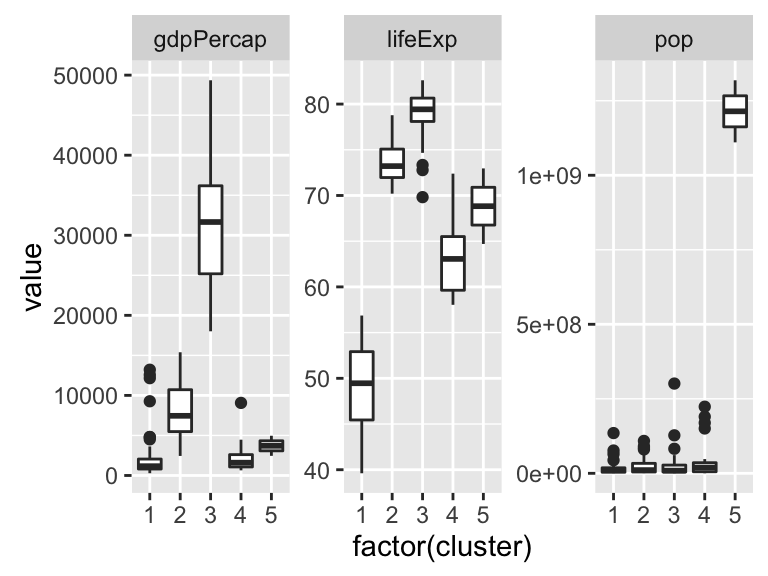 gdpPercap
lifeExp
pop
value
50000
40000
30000
20000
10000
0
80
70
60
50
40
1e+09
5e+08
0e+00
1 2 3 4 5
1 2 3 4 5
1 2 3 4 5
factor(cluster)